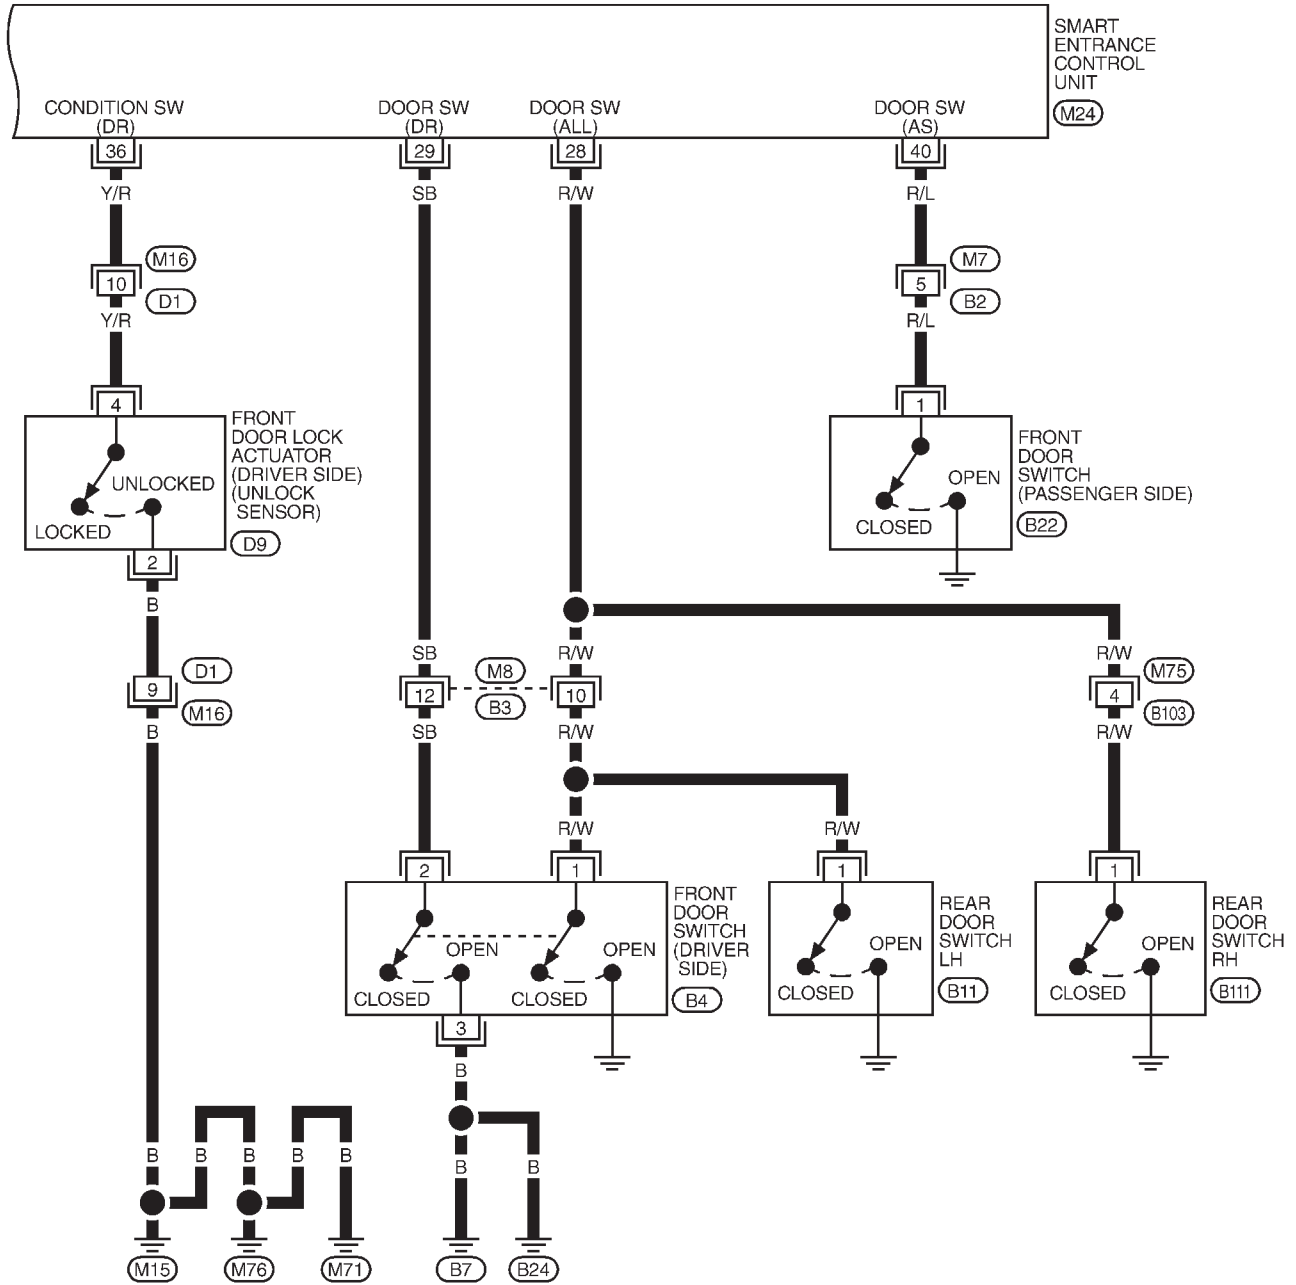 SMART
ENTRANCE
CONTROL
UNIT
M24
CONDITION SW
(DR)
DOOR SW
(DR)
DOOR SW
(ALL)
DOOR SW
(AS)
36
29
28
40
Y/R
SB
R/W
R/L
M16
10
D1
M7
5
B2
Y/R
R/L
4
1
FRONT
DOOR LOCK
ACTUATOR
(DRIVER SIDE)
(UNLOCK
SENSOR)
D9
UNLOCKED
LOCKED
FRONT
DOOR
SWITCH
(PASSENGER SIDE)
B22
OPEN
CLOSED
2
B
D1
9
M16
B
SB
R/W
R/W
M8
12
10
B3
M75
4
B103
SB
R/W
R/W
R/W
R/W
2
1
1
1
FRONT
DOOR
SWITCH
(DRIVER
SIDE)
B4
OPEN
OPEN
CLOSED
CLOSED
REAR
DOOR
SWITCH
LH
B11
OPEN
CLOSED
REAR
DOOR
SWITCH
RH
B111
OPEN
CLOSED
3
B
B
B
B
B
B
B
B
M15
M76
M71
B7
B24